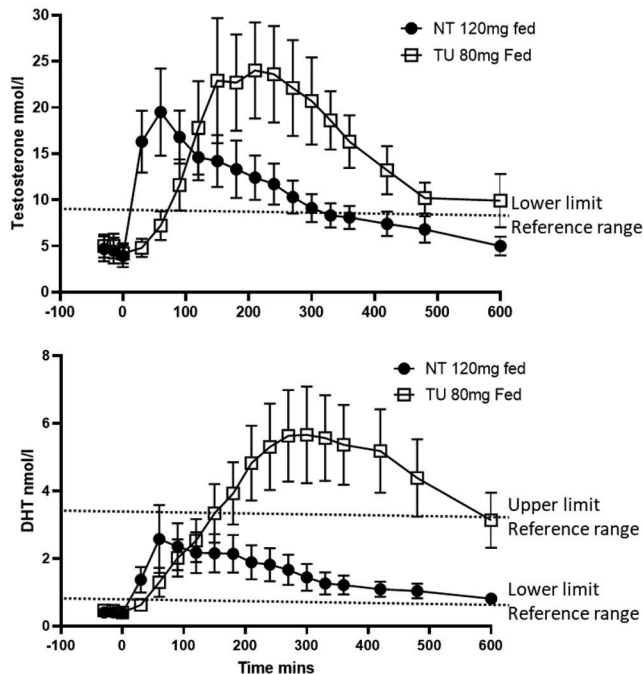 NT 120mg fed
TU 80mg Fed
Testosterone nmol/l
30
25
20
15
10
5
0
Lower limit
Reference range
-100 0 100 200 300 400 500 600
NT 120mg fed
TU 80mg Fed
DHT nmol/l
8
6
4
2
0
Upper limit
Reference range
Lower limit
Reference range
-100 0 100 200 300 400 500 600
Time mins